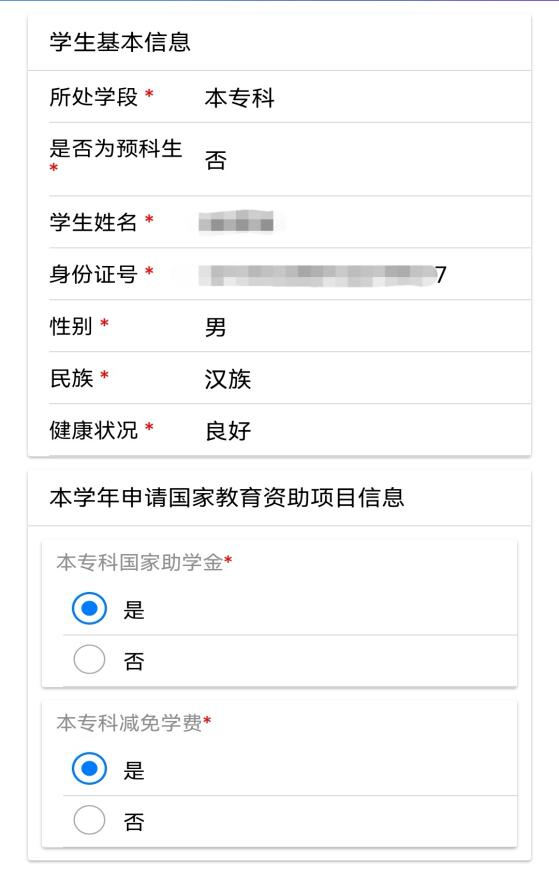 学生基本信息
所处学段 * 本专科
是否为预科生
* 否
学生姓名 *
身份证号 * 7
性别 * 男
民族 * 汉族
健康状况 * 良好
本学年申请国家教育资助项目信息
本专科国家助学金*
是
否
本专科减免学费*
是
否